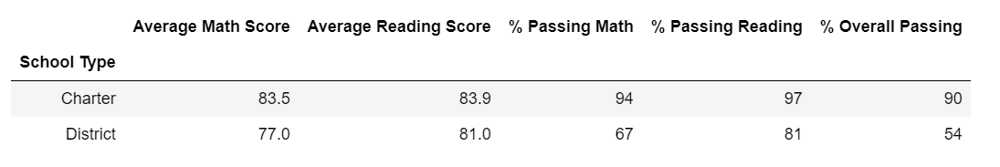 Average Math Score Average Reading Score % Passing Math % Passing Reading % Overall Passing
School Type
Charter 83.5 83.9 94 97 90
District 77.0 81.0 67 81 54